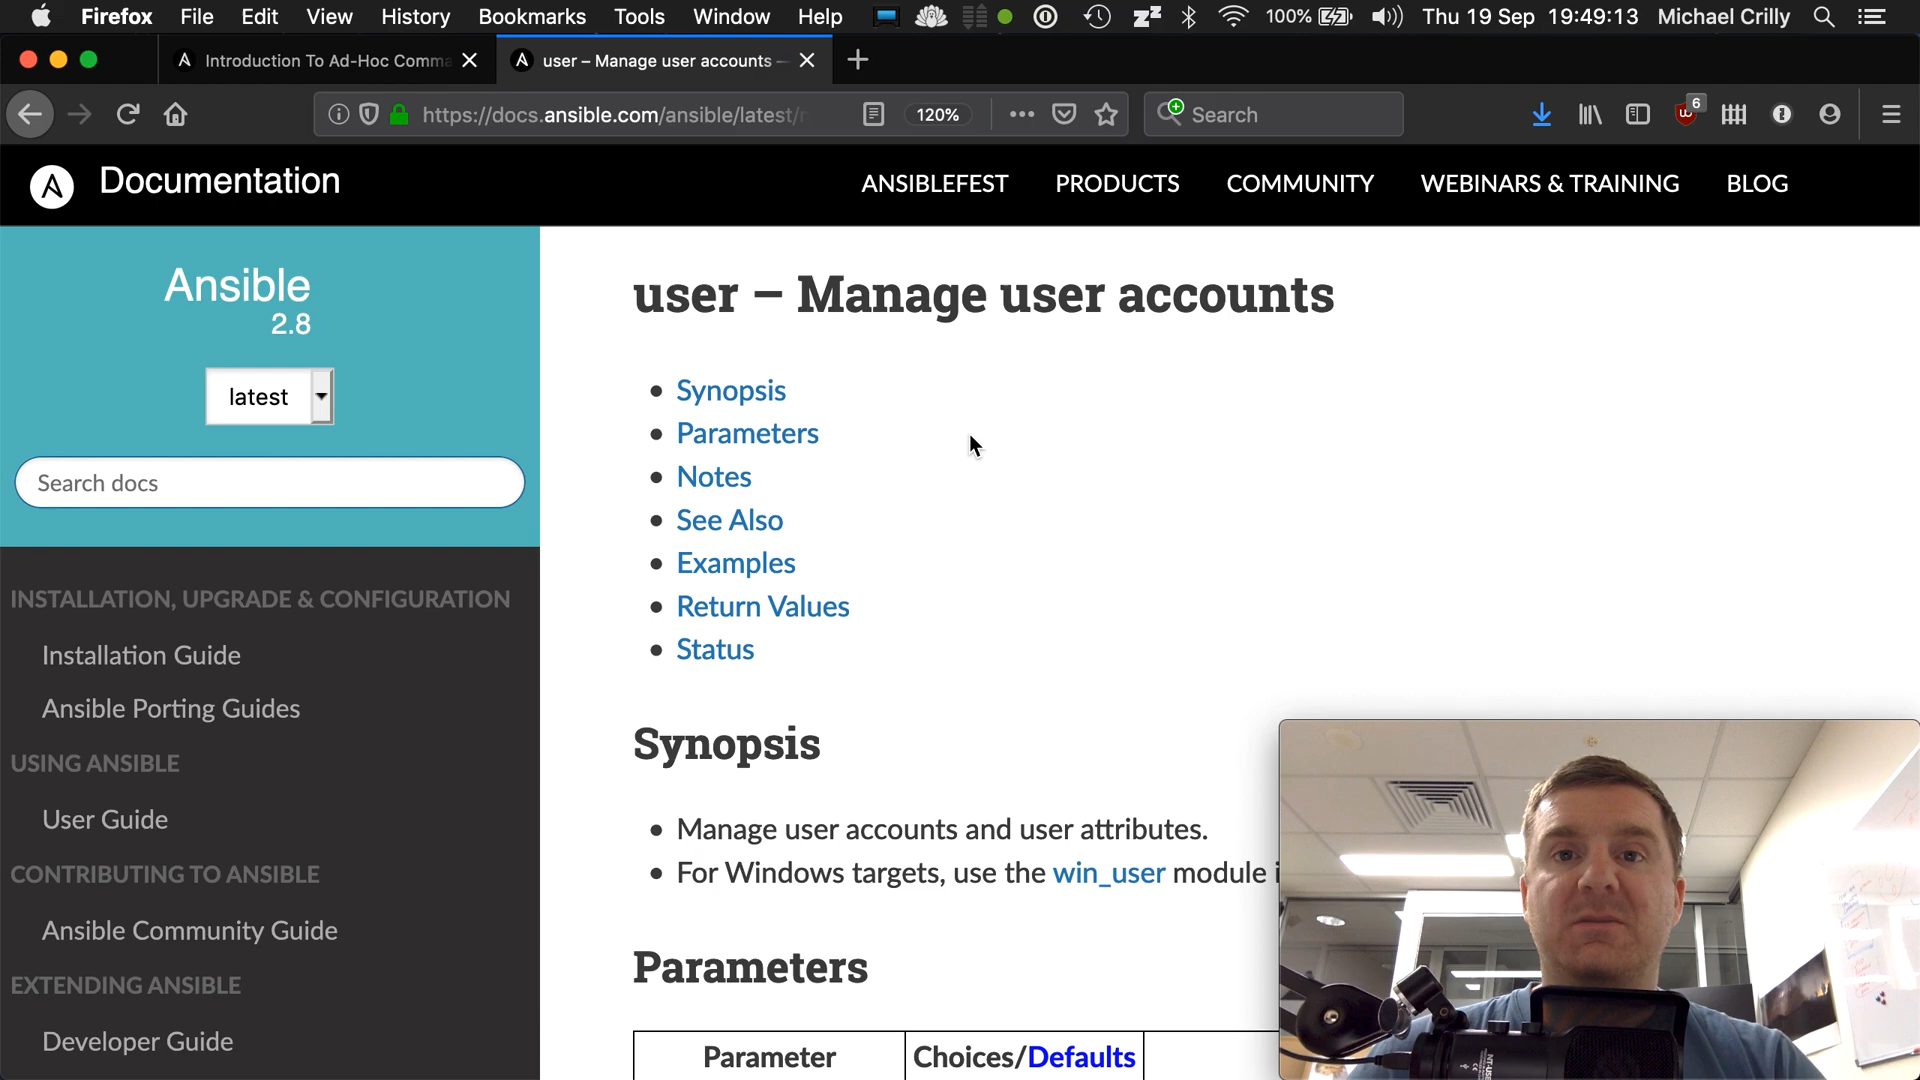 Firefox File Edit View History Bookmarks Tools Window Help 100% Thu 19 Sep 19:49:13 Michael Crilly
Introduction To Ad-Hoc Comma
user – Manage user accounts —
https://docs.ansible.com/ansible/latest/
120%
Search
6
Documentation
ANSIBLEFEST PRODUCTS COMMUNITY WEBINARS & TRAINING BLOG
Ansible
2.8
latest
Search docs
INSTALLATION, UPGRADE & CONFIGURATION
Installation Guide
Ansible Porting Guides
USING ANSIBLE
User Guide
CONTRIBUTING TO ANSIBLE
Ansible Community Guide
EXTENDING ANSIBLE
Developer Guide
user – Manage user accounts
Synopsis
Parameters
Notes
See Also
Examples
Return Values
Status
Synopsis
Manage user accounts and user attributes.
For Windows targets, use the win_user module i
Parameters
Parameter
Choices/Defaults
NT-USB